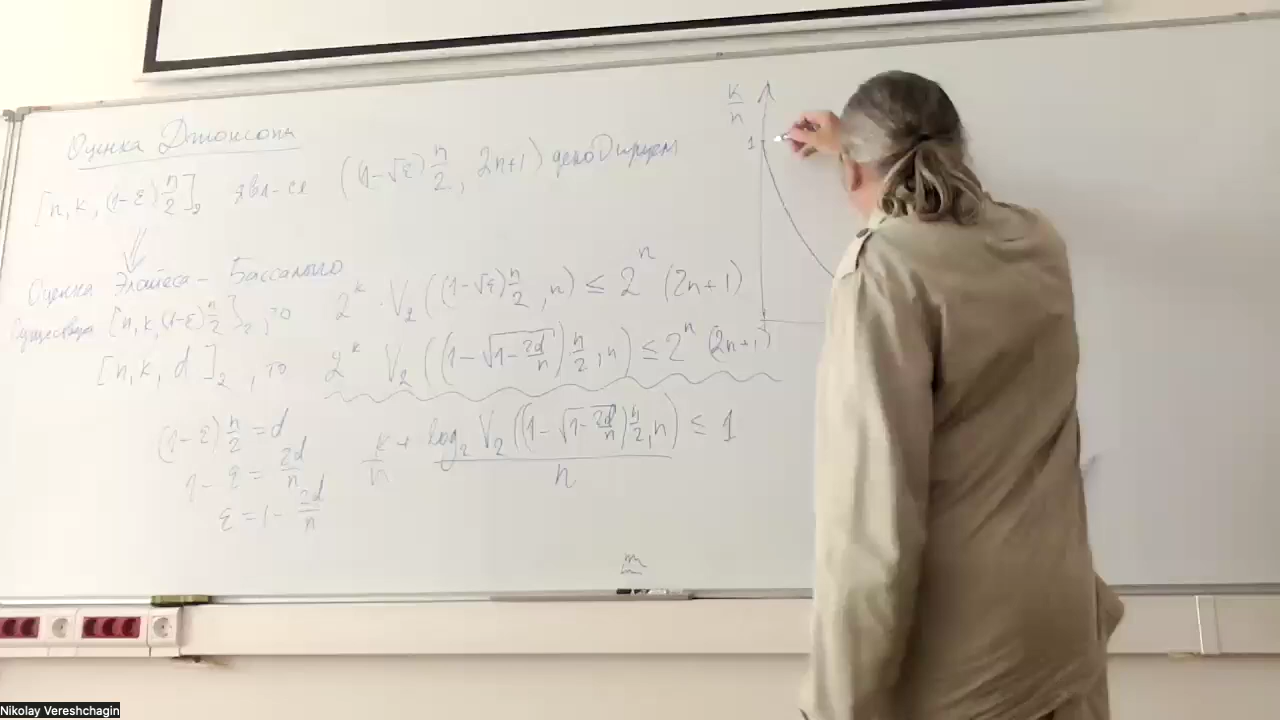 Оценка Джонсона
[n, k, (1-ε) n/2]₂ явл-ся ((1-√ε) n/2, 2n+1) декодируем
⇓
Оценка Элайеса - Бассалыго
Существует [n, k, (1-ε) n/2]₂, то 2^k · V₂((1-√ε) n/2, n) ≤ 2^n (2n+1)
[n, k, d]₂, то 2^k V₂((1-√(1-2d/n)) n/2, n) ≤ 2^n (2n+1)
(1-ε) n/2 = d
1-ε = 2d/n
ε = 1 - 2d/n
k/n + log₂ V₂((1-√(1-2d/n)) n/2, n) / n ≤ 1
k/n
1
Nikolay Vereshchagin